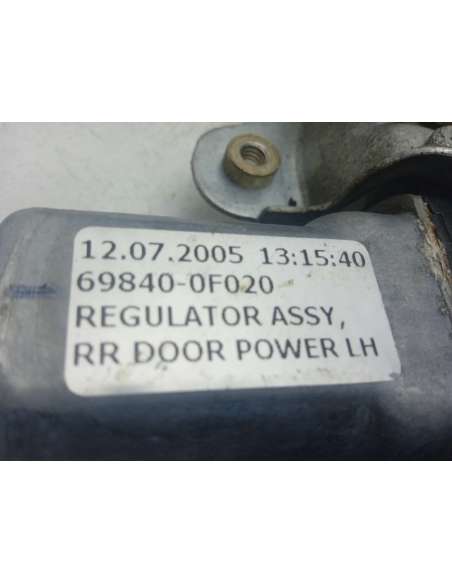 12.07.2005 13:15:40
69840-0F020
REGULATOR ASSY,
RR DOOR POWER LH